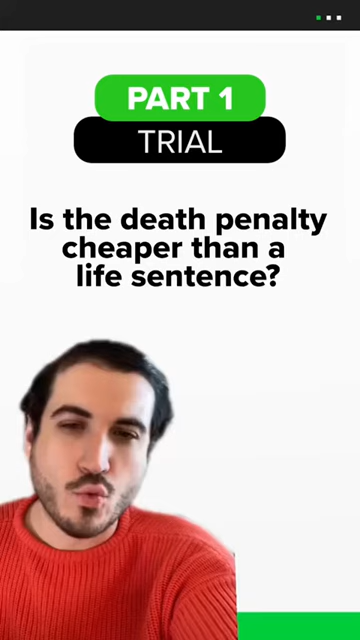 PART 1
TRIAL
Is the death penalty
cheaper than a
life sentence?